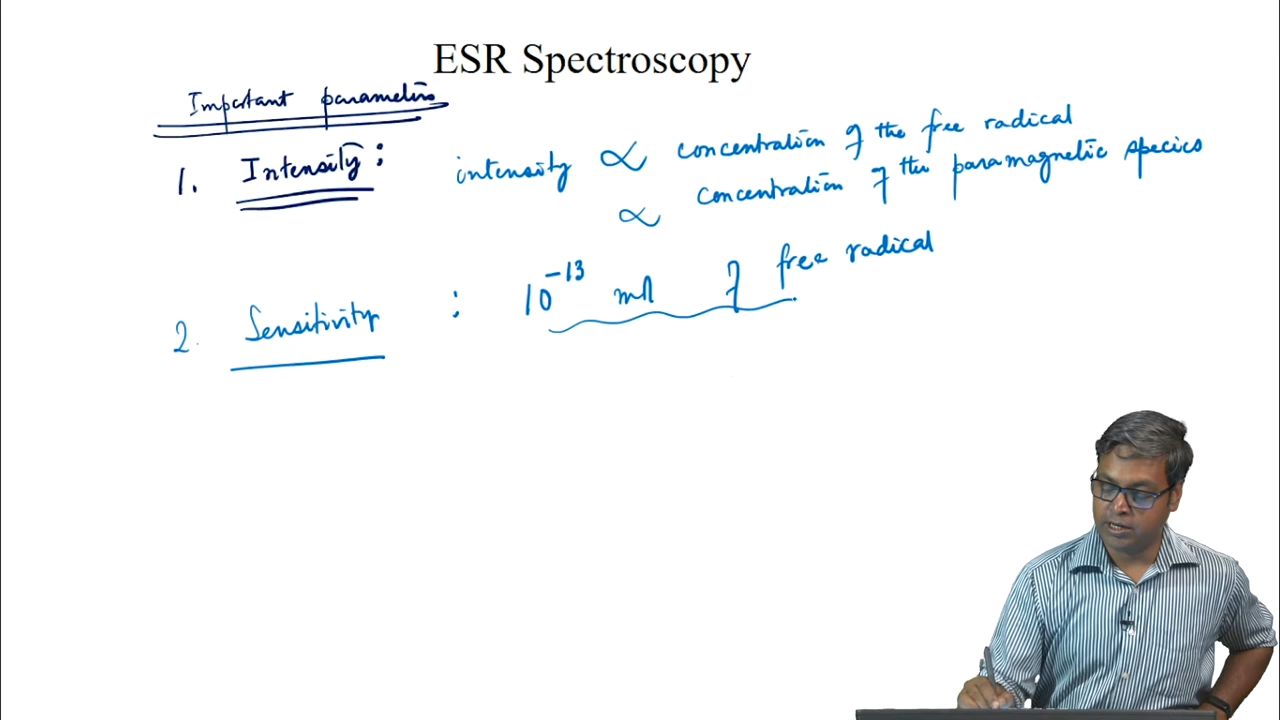 ESR Spectroscopy
Important parameters
1. Intensity : intensity ∝ concentration of the free radical
∝ concentration of the paramagnetic species
2. Sensitivity : 10⁻¹³ of free radical